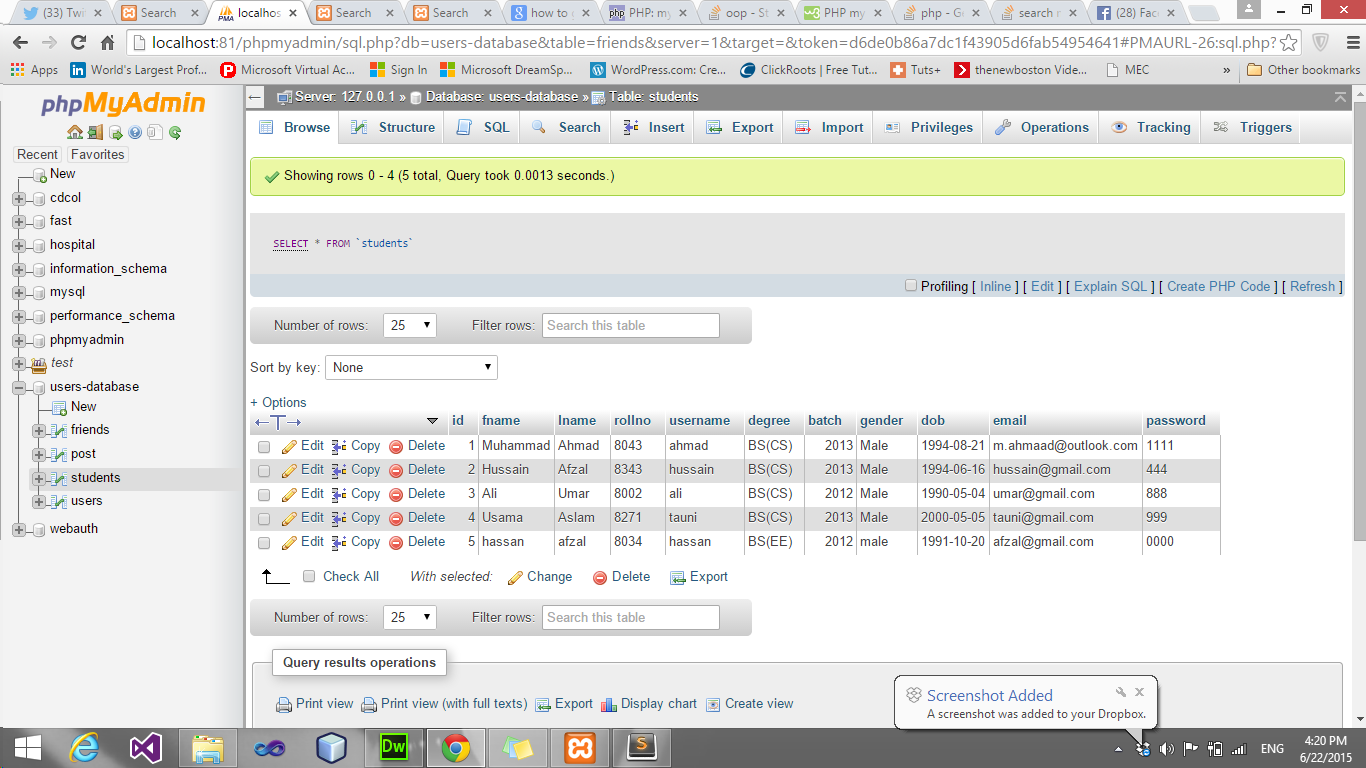 (33) Twi
Search
localhos
Search
Search
how to
PHP: my
oop - St
PHP my
php - Ge
search r
(28) Fac
localhost:81/phpmyadmin/sql.php?db=users-database&table=friends&server=1&target=&token=d6de0b86a7dc1f43905d6fab54954641#PMAURL-26:sql.php?
Apps World's Largest Prof... Microsoft Virtual Ac... Sign In Microsoft DreamSp... WordPress.com: Cre... ClickRoots | Free Tut... Tuts+ thenewboston Vide... MEC » Other bookmarks
phpMyAdmin
Recent Favorites
New
cdcol
fast
hospital
information_schema
mysql
performance_schema
phpmyadmin
test
users-database
New
friends
post
students
users
webauth
Server: 127.0.0.1 » Database: users-database » Table: students
Browse Structure SQL Search Insert Export Import Privileges Operations Tracking Triggers
Showing rows 0 - 4 (5 total, Query took 0.0013 seconds.)
SELECT * FROM `students`
Profiling [ Inline ] [ Edit ] [ Explain SQL ] [ Create PHP Code ] [ Refresh ]
Number of rows: 25 Filter rows: Search this table
Sort by key: None
+ Options
id fname lname rollno username degree batch gender dob email password
Edit Copy Delete 1 Muhammad Ahmad 8043 ahmad BS(CS) 2013 Male 1994-08-21 m.ahmaad@outlook.com 1111
Edit Copy Delete 2 Hussain Afzal 8343 hussain BS(CS) 2013 Male 1994-06-16 hussain@gmail.com 444
Edit Copy Delete 3 Ali Umar 8002 ali BS(CS) 2012 Male 1990-05-04 umar@gmail.com 888
Edit Copy Delete 4 Usama Aslam 8271 tauni BS(CS) 2013 Male 2000-05-05 tauni@gmail.com 999
Edit Copy Delete 5 hassan afzal 8034 hassan BS(EE) 2012 male 1991-10-20 afzal@gmail.com 0000
Check All With selected: Change Delete Export
Number of rows: 25 Filter rows: Search this table
Query results operations
Print view Print view (with full texts) Export Display chart Create view
Screenshot Added
A screenshot was added to your Dropbox.
Dw
S
ENG
4:20 PM
6/22/2015